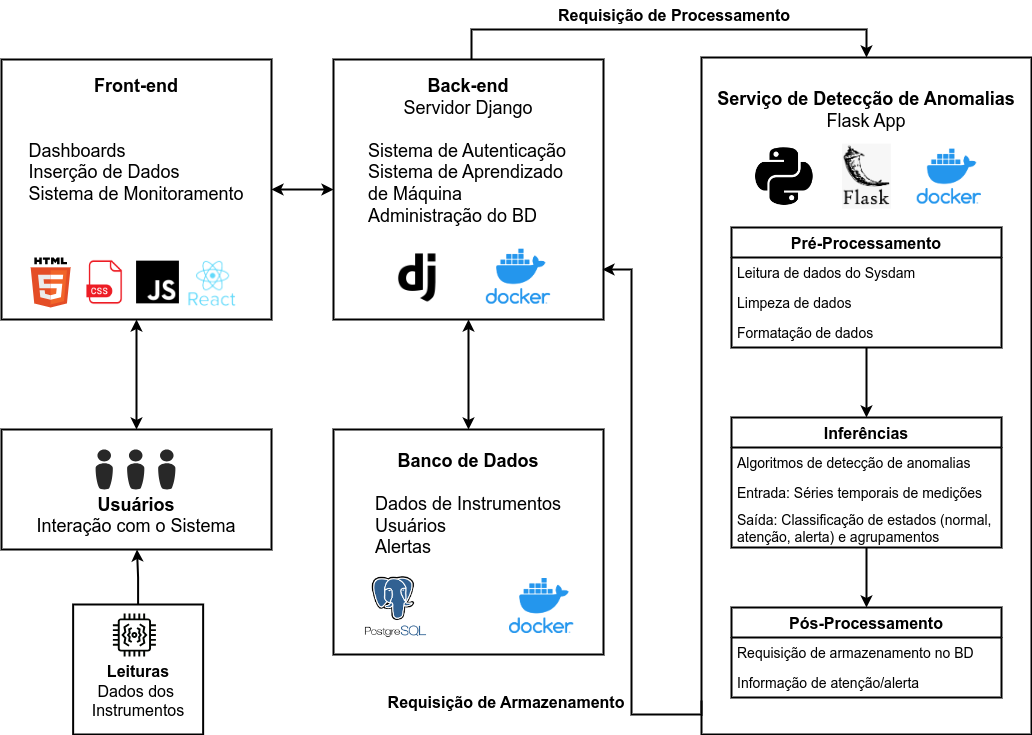 Requisição de Processamento
Front-end
Dashboards
Inserção de Dados
Sistema de Monitoramento
HTML
5
CSS
JS
React
Back-end
Servidor Django
Sistema de Autenticação
Sistema de Aprendizado
de Máquina
Administração do BD
dj
docker
Serviço de Detecção de Anomalias
Flask App
Flask
docker
Pré-Processamento
Leitura de dados do Sysdam
Limpeza de dados
Formatação de dados
Inferências
Algoritmos de detecção de anomalias
Entrada: Séries temporais de medições
Saída: Classificação de estados (normal,
atenção, alerta) e agrupamentos
Pós-Processamento
Requisição de armazenamento no BD
Informação de atenção/alerta
Usuários
Interação com o Sistema
Leituras
Dados dos
Instrumentos
Banco de Dados
Dados de Instrumentos
Usuários
Alertas
PostgreSQL
docker
Requisição de Armazenamento